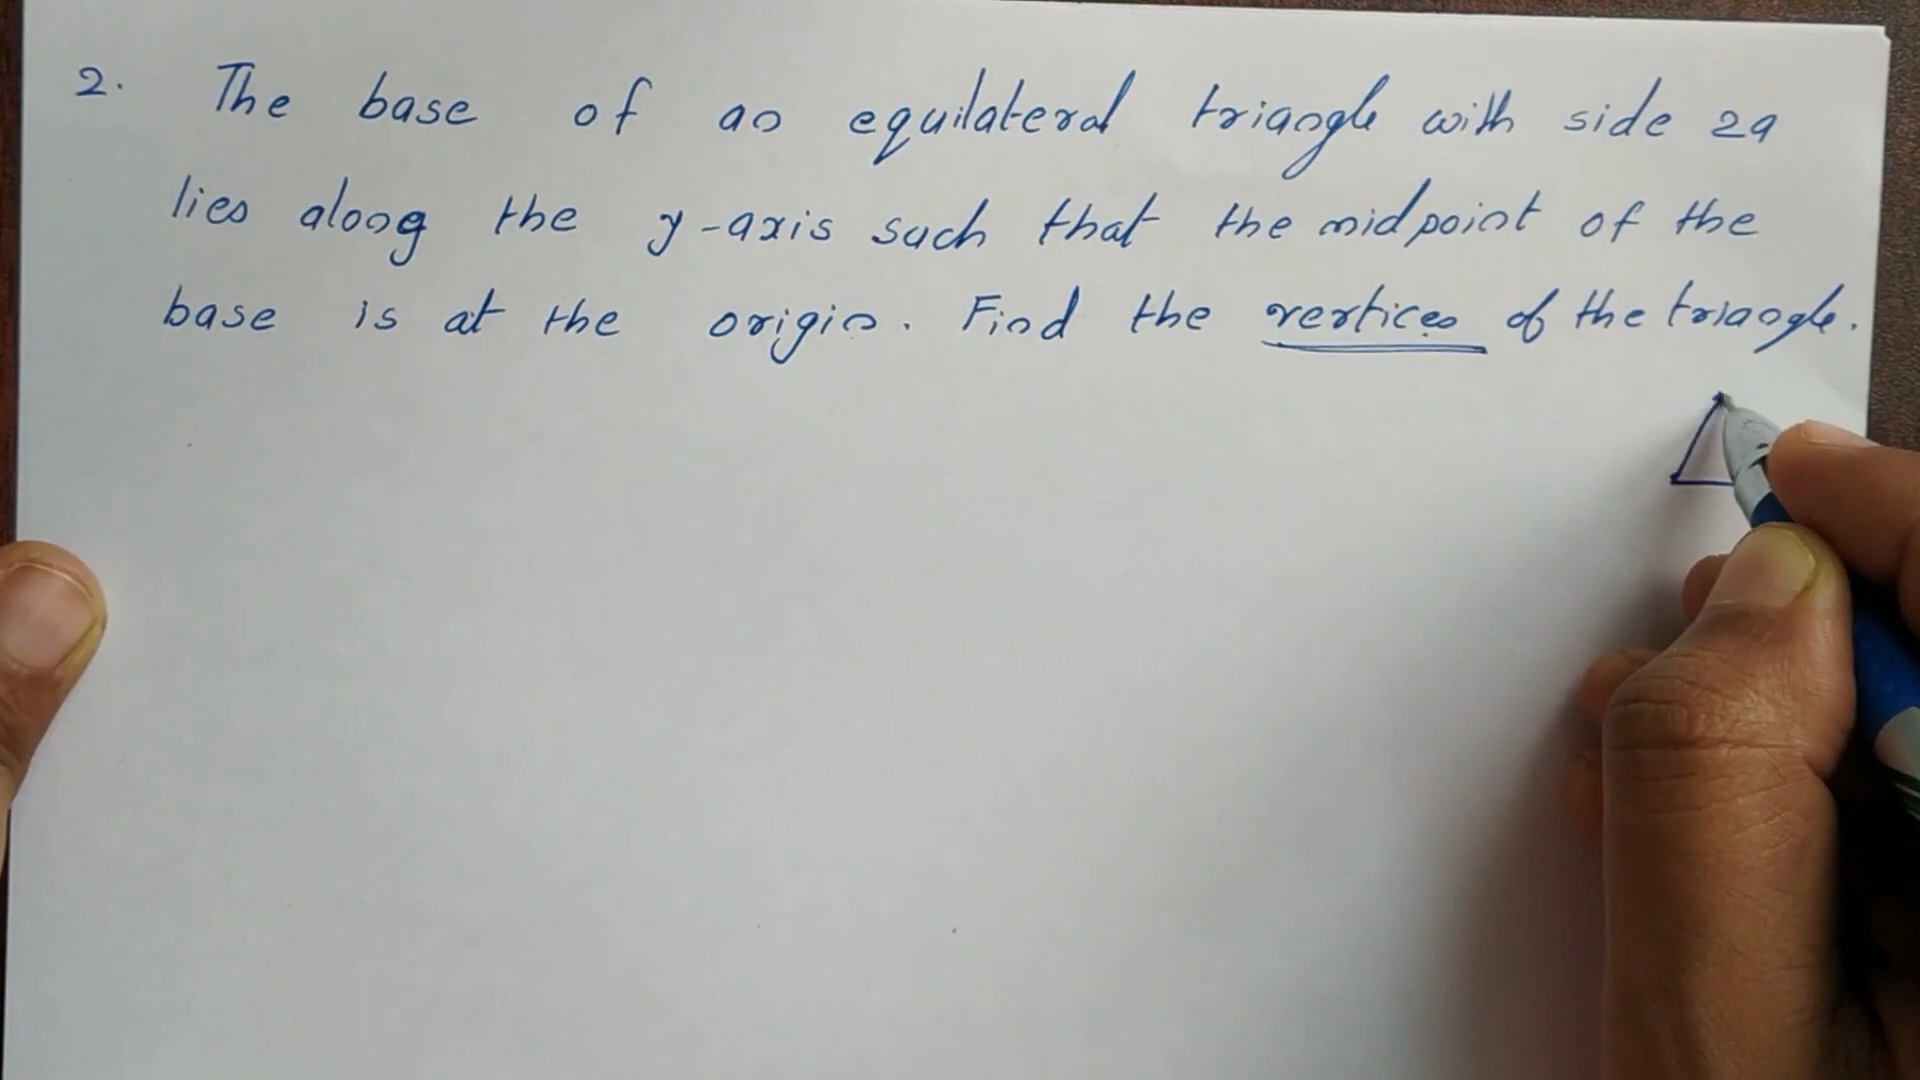 2. The base of an equilateral triangle with side 2a
lies along the y-axis such that the midpoint of the
base is at the origin. Find the vertices of the triangle.